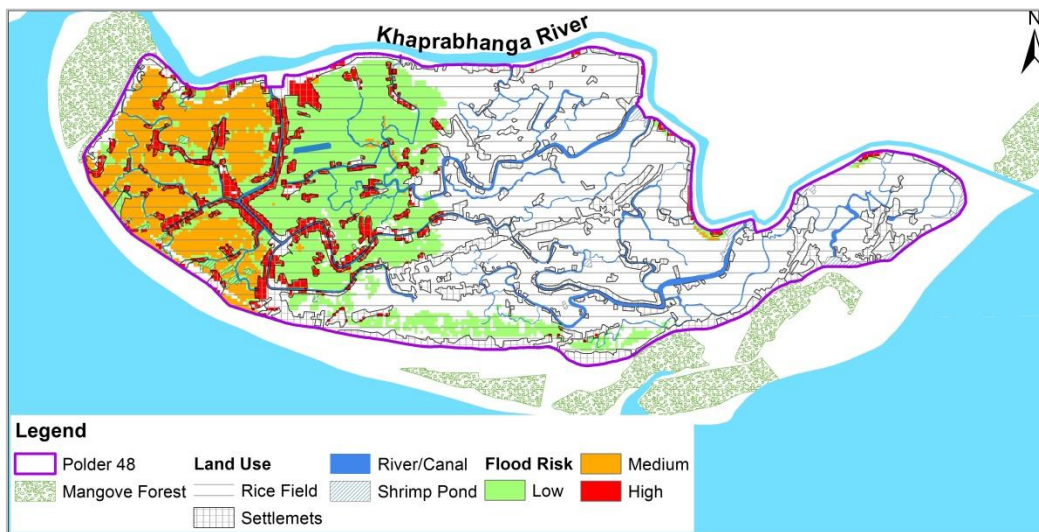 Khaprabhanga River
N
Legend
Polder 48
Mangove Forest
Land Use
Rice Field
Settlemets
River/Canal
Shrimp Pond
Flood Risk
Low
Medium
High